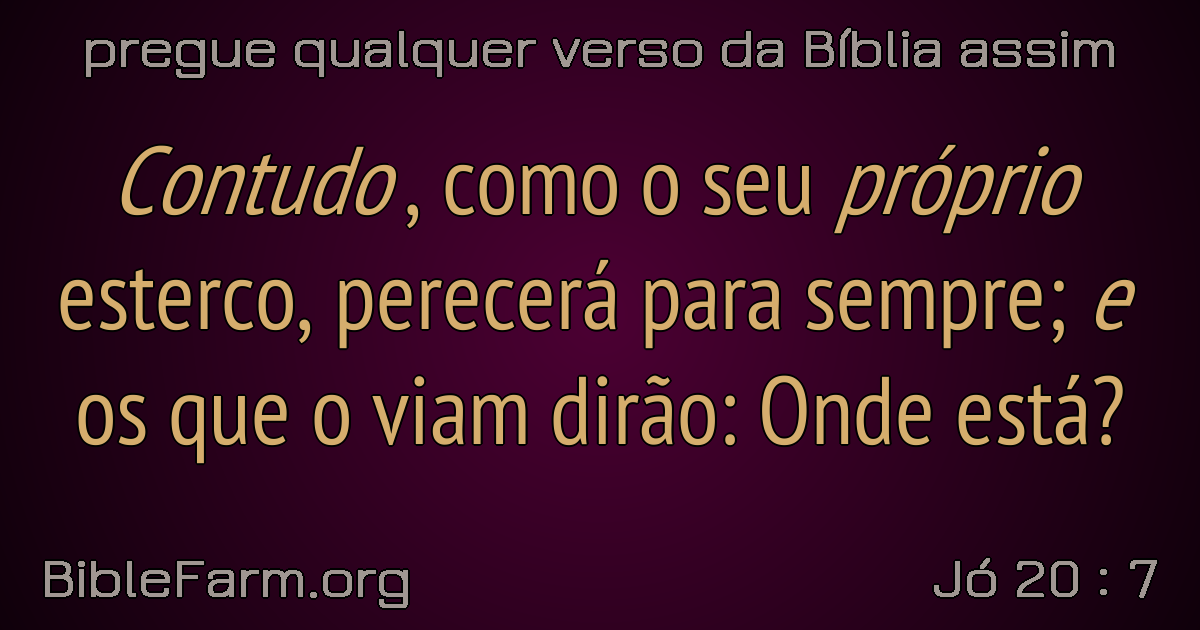 pregue qualquer verso da Bíblia assim
Contudo, como o seu próprio
esterco, perecerá para sempre; e
os que o viam dirão: Onde está?
BibleFarm.org
Jó 20 : 7